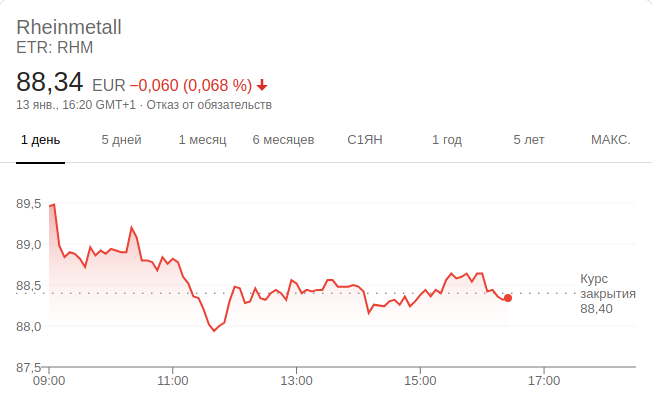 Rheinmetall
ETR: RHM
88,34 EUR −0,060 (0,068 %)
13 янв., 16:20 GMT+1 · Отказ от обязательств
1 день 5 дней 1 месяц 6 месяцев С1ЯН 1 год 5 лет МАКС.
89,5
89,0
88,5
88,0
87,5
Курс
закрытия
88,40
09:00 11:00 13:00 15:00 17:00